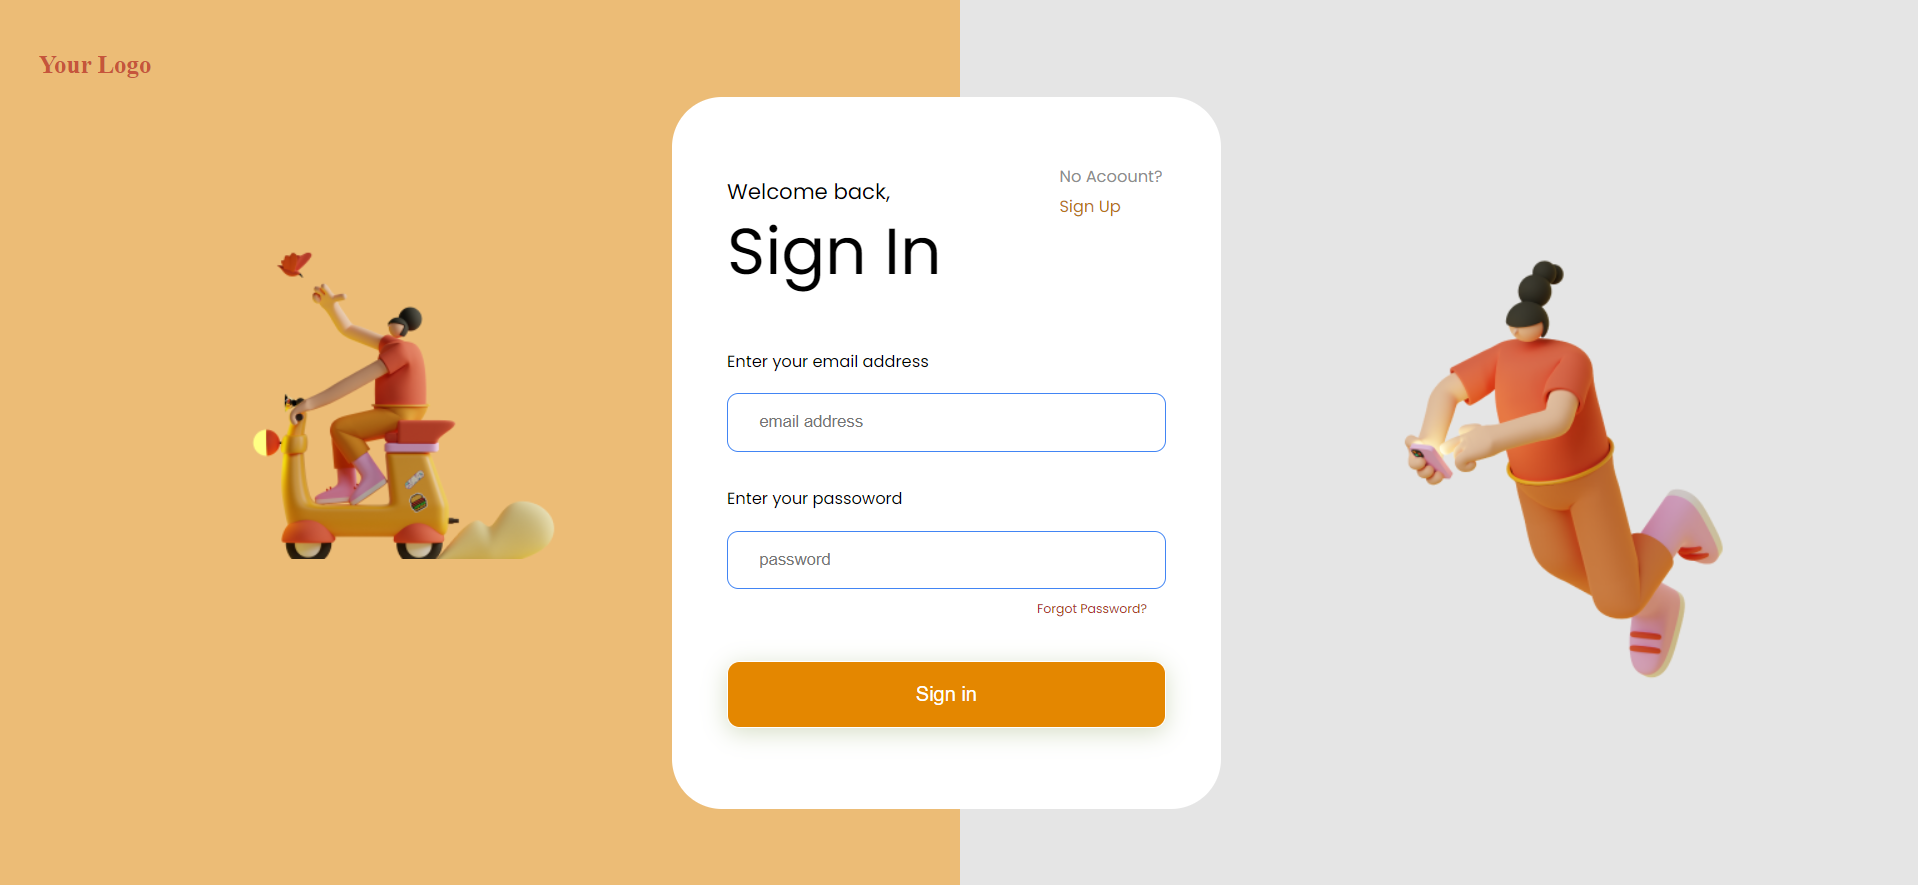 Your Logo
Welcome back,
No Acoount?
Sign Up
Sign In
Enter your email address
email address
Enter your passoword
password
Forgot Password?
Sign in